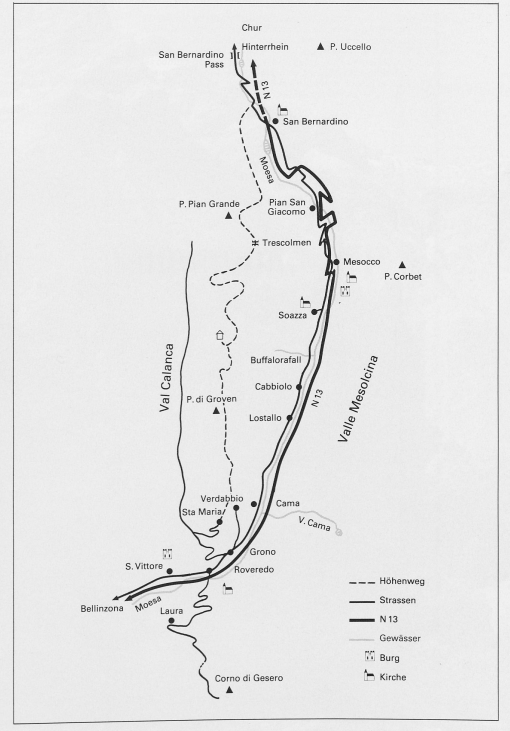 Chur
San Bernardino
Pass
Hinterrhein
P. Uccello
N 13
San Bernardino
Moesa
P. Pian Grande
Pian San
Giacomo
Trescolmen
Mesocco
P. Corbet
Soazza
Buffalorafall
Val Calanca
Cabbiolo
N 13
Valle Mesolcina
P. di Groven
Lostallo
Verdabbio
Cama
Sta Maria
V. Cama
Grono
S. Vittore
Roveredo
Bellinzona
Moesa
Laura
Corno di Gesero
Höhenweg
Strassen
N 13
Gewässer
Burg
Kirche